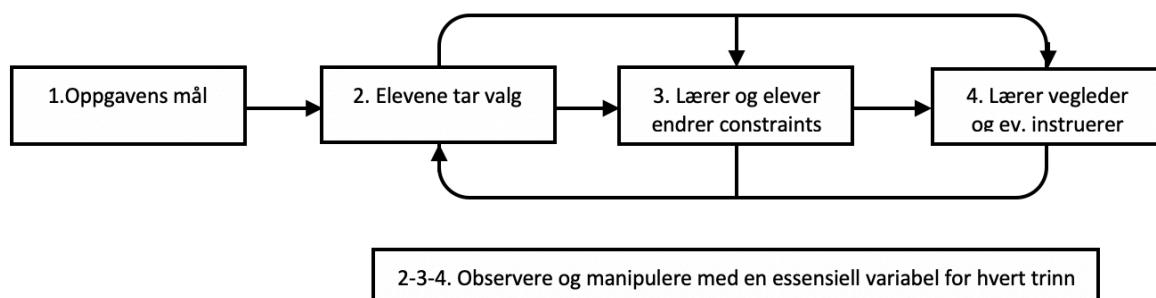 1.Oppgavens mål
2. Elevene tar valg
3. Lærer og elever
endrer constraints
4. Lærer vegleder
og ev. instruerer
2-3-4. Observere og manipulere med en essensiell variabel for hvert trinn